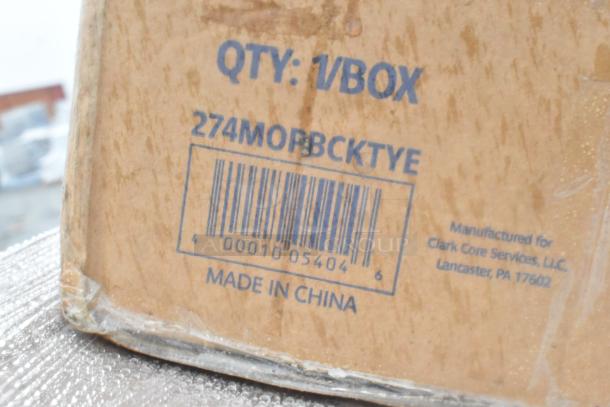 QTY: 1/BOX
274MOPBCKTYE
4 00010 05404 6
MADE IN CHINA
Manufactured for
Clark Core Services, LLC.
Lancaster, PA 17602